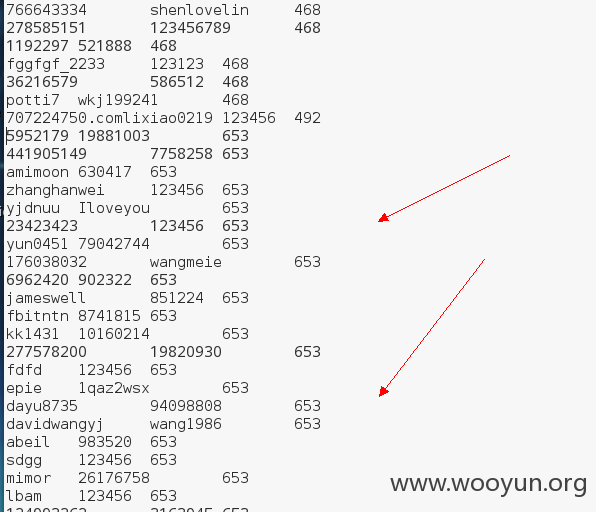 766643334 shenlovelin 468
278585151 123456789 468
1192297 521888 468
fggfgf_2233 123123 468
36216579 586512 468
potti7 wkj199241 468
707224750.comlixiao0219 123456 492
5952179 19881003 653
441905149 7758258 653
amimoon 630417 653
zhanghanwei 123456 653
yjdnuu Iloveyou 653
23423423 123456 653
yun0451 79042744 653
176038032 wangmeie 653
6962420 902322 653
jameswell 851224 653
fbitntn 8741815 653
kk1431 10160214 653
277578200 19820930 653
fdfd 123456 653
epie 1qaz2wsx 653
dayu8735 94098808 653
davidwangyj wang1986 653
abeil 983520 653
sdgg 123456 653
mimor 26176758 653
lbam 123456 653
www.wooyun.org